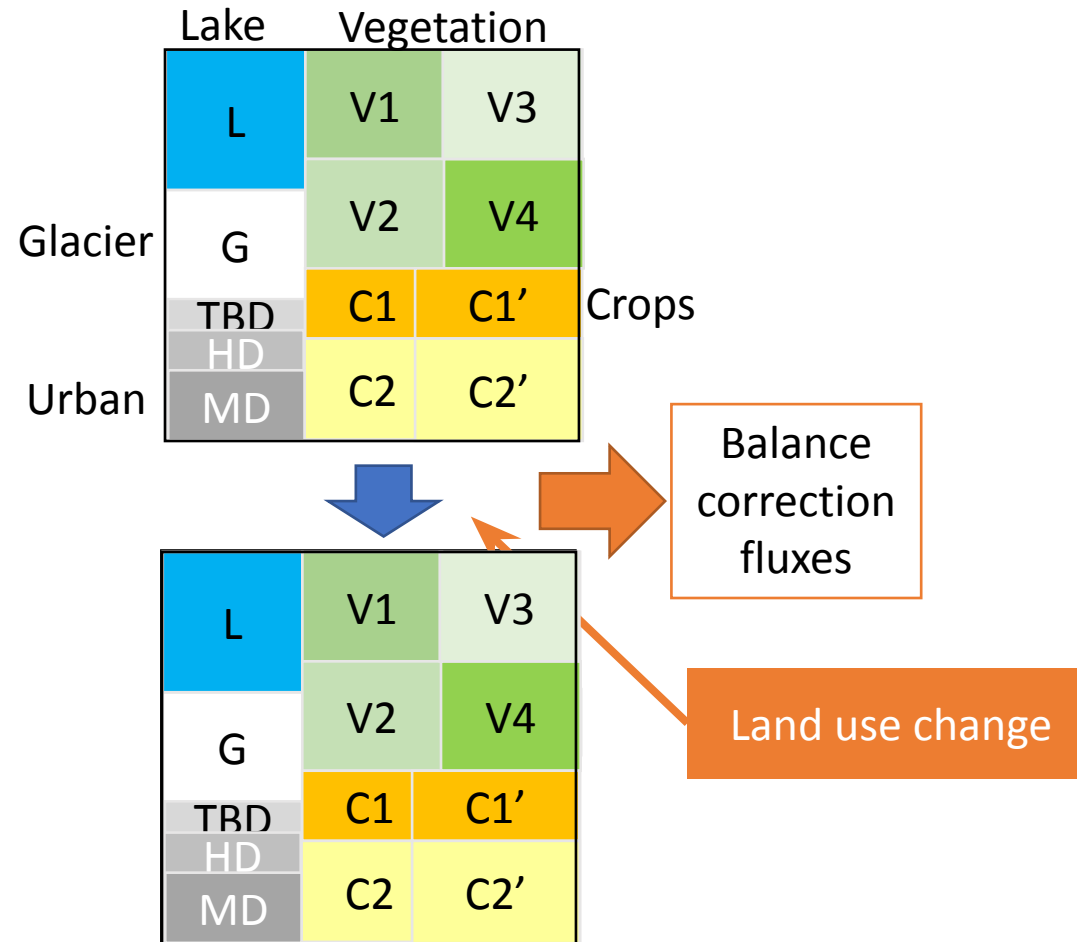 Lake Vegetation
L V1 V3
V2 V4
Glacier G
TBD C1 C1’ Crops
HD
Urban MD C2 C2’
Balance
correction
fluxes
L V1 V3
V2 V4
G
Land use change
TBD C1 C1’
HD
MD C2 C2’